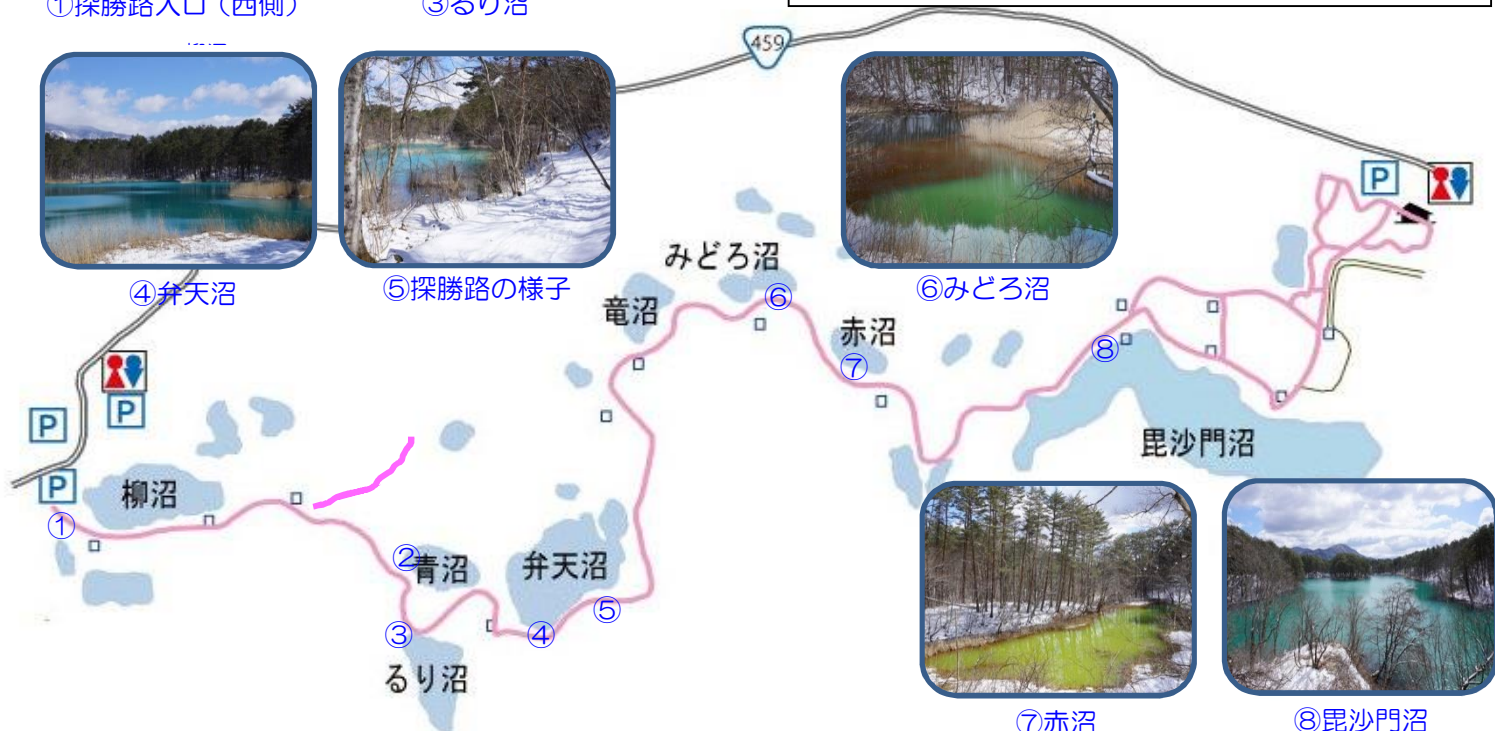 ①探勝路入口（西側）
③るり沼
459
④弁天沼
⑤探勝路の様子
⑥みどろ沼
P
みどろ沼
⑥
竜沼
赤沼
⑦
⑧
P
P
P
毘沙門沼
柳沼
①
②
青沼
弁天沼
⑤
③
④
るり沼
⑦赤沼
⑧毘沙門沼